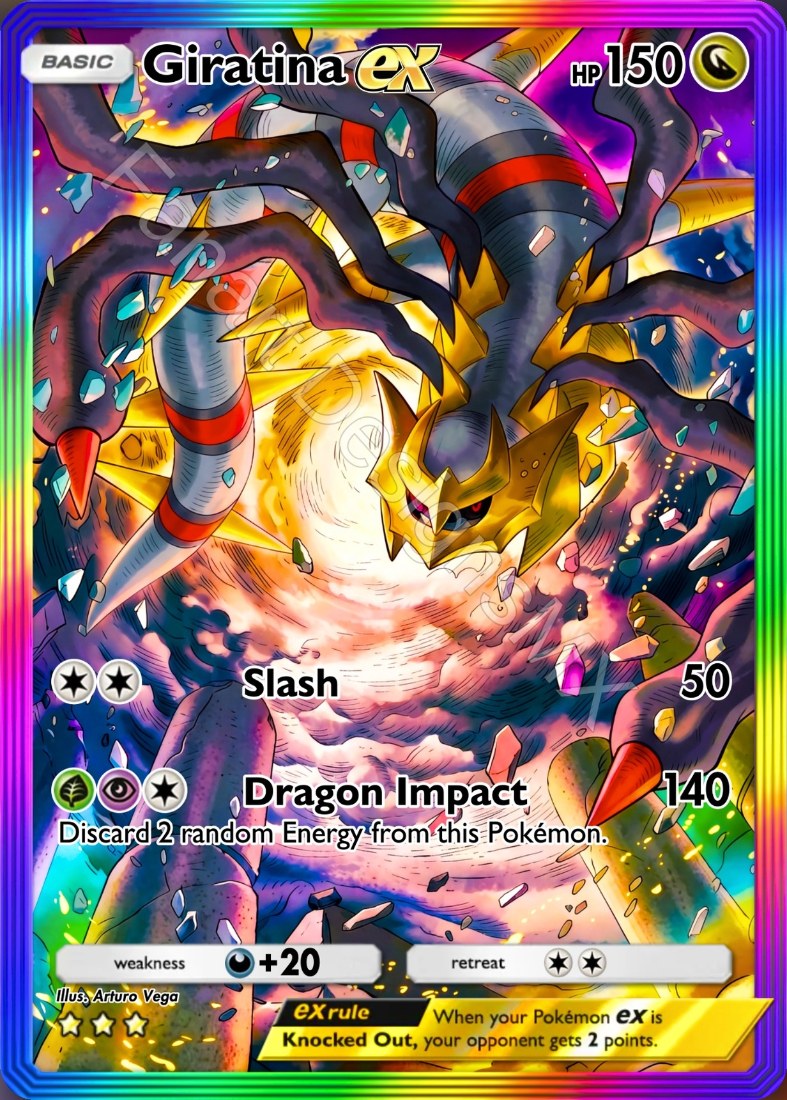 BASIC Giratina ex HP 150
Slash 50
Dragon Impact 140
Discard 2 random Energy from this Pokémon.
weakness +20 retreat
Illus. Arturo Vega
ex rule When your Pokémon ex is
Knocked Out, your opponent gets 2 points.